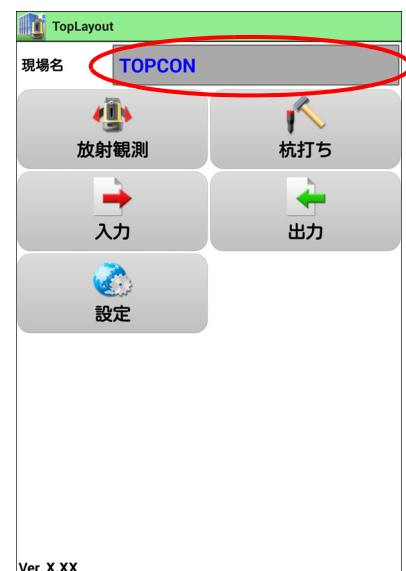 TopLayout
現場名 TOPCON
放射観測 杭打ち
入力 出力
設定
Ver. X.XX